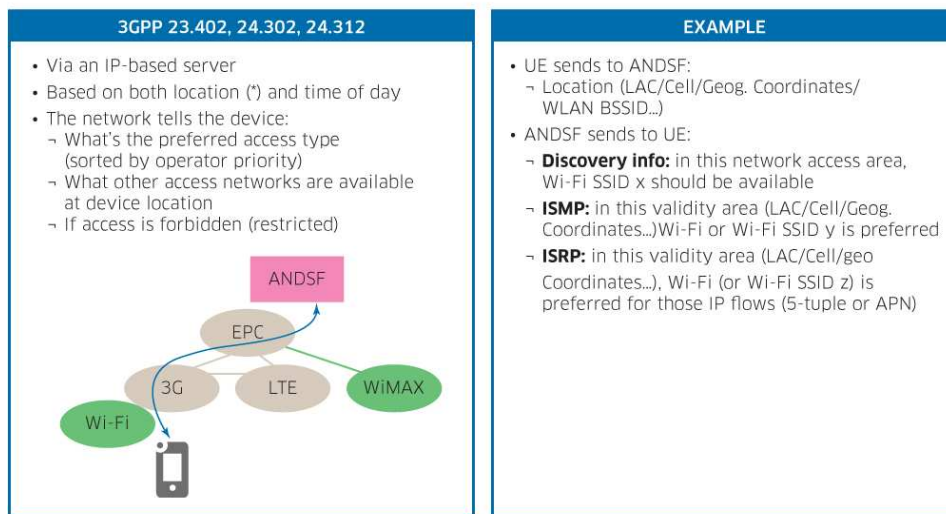 3GPP 23.402, 24.302, 24.312
• Via an IP-based server
• Based on both location (*) and time of day
• The network tells the device:
¬ What's the preferred access type
(sorted by operator priority)
¬ What other access networks are available
at device location
¬ If access is forbidden (restricted)
ANDSF
EPC
3G
LTE
WiMAX
Wi-Fi
EXAMPLE
• UE sends to ANDSF:
¬ Location (LAC/Cell/Geog. Coordinates/
WLAN BSSID...)
• ANDSF sends to UE:
¬ Discovery info: in this network access area,
Wi-Fi SSID x should be available
¬ ISMP: in this validity area (LAC/Cell/Geog.
Coordinates...)Wi-Fi or Wi-Fi SSID y is preferred
¬ ISRP: in this validity area (LAC/Cell/geo
Coordinates...), Wi-Fi (or Wi-Fi SSID z) is
preferred for those IP flows (5-tuple or APN)